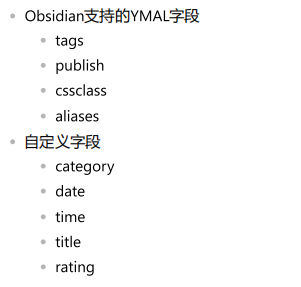 Obsidian支持的YMAL字段
tags
publish
cssclass
aliases
自定义字段
category
date
time
title
rating